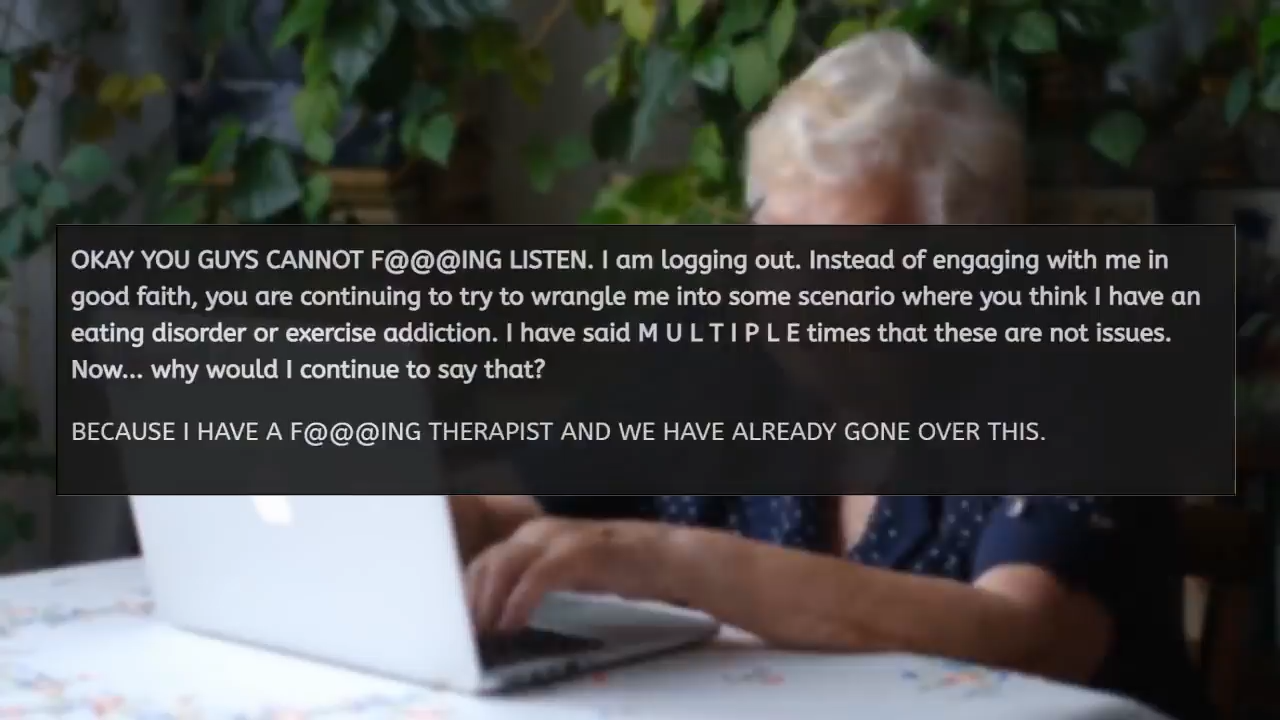 OKAY YOU GUYS CANNOT F@@@ING LISTEN. I am logging out. Instead of engaging with me in
good faith, you are continuing to try to wrangle me into some scenario where you think I have an
eating disorder or exercise addiction. I have said M U L T I P L E times that these are not issues.
Now... why would I continue to say that?
BECAUSE I HAVE A F@@@ING THERAPIST AND WE HAVE ALREADY GONE OVER THIS.